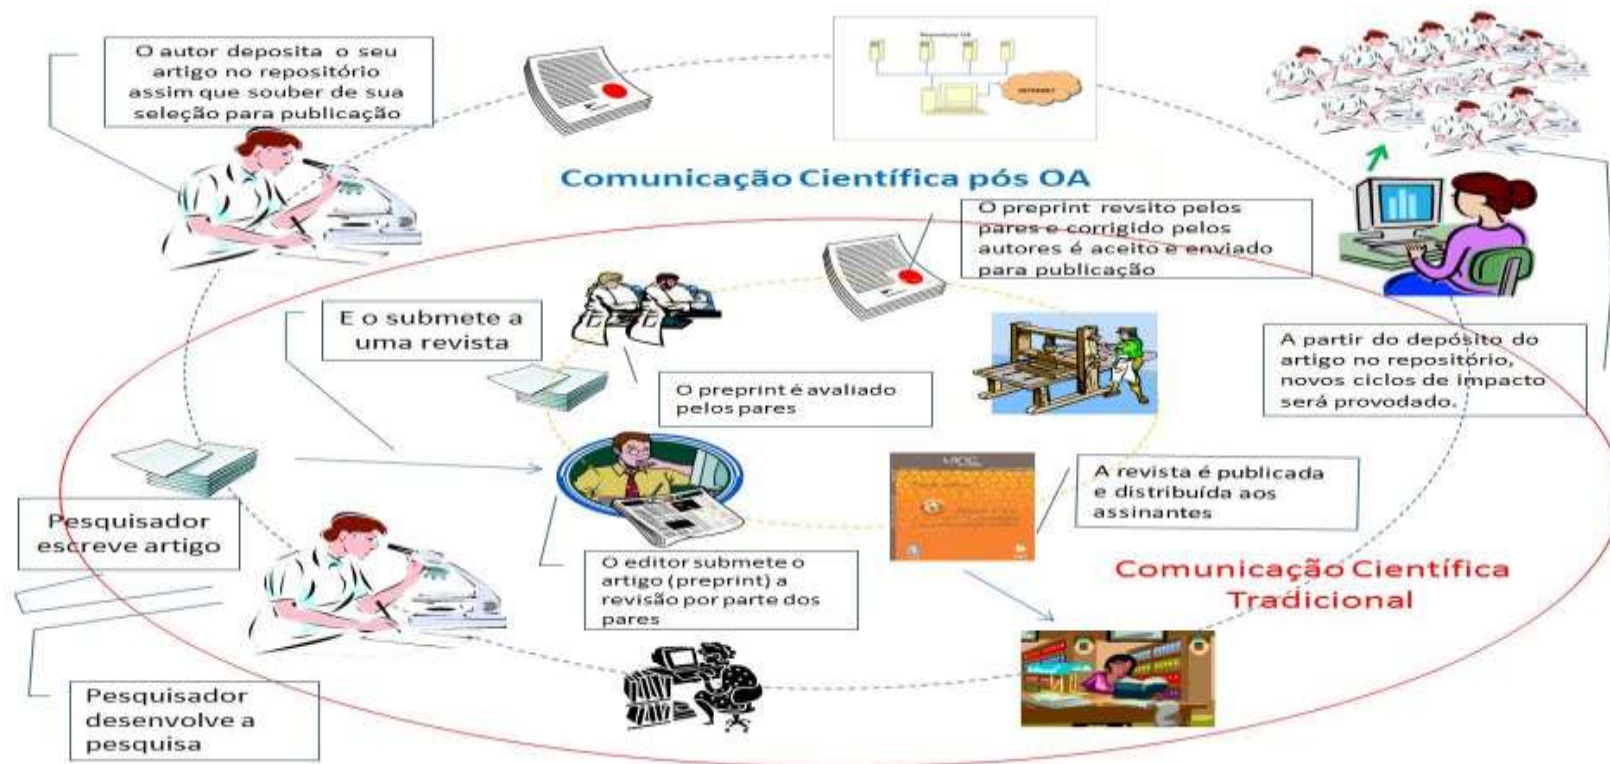 O autor deposita o seu
artigo no repositório
assim que souber de sua
seleção para publicação
Repositório OA
INTERNET
Comunicação Científica pós OA
O preprint revsito pelos
pares e corrigido pelos
autores é aceito e enviado
para publicação
E o submete a
uma revista
O preprint é avaliado
pelos pares
A partir do depósito do
artigo no repositório,
novos ciclos de impacto
será provodado.
A revista é publicada
e distribuída aos
assinantes
Pesquisador
escreve artigo
O editor submete o
artigo (preprint) a
revisão por parte dos
pares
Comunicação Científica
Tradicional
Pesquisador
desenvolve a
pesquisa